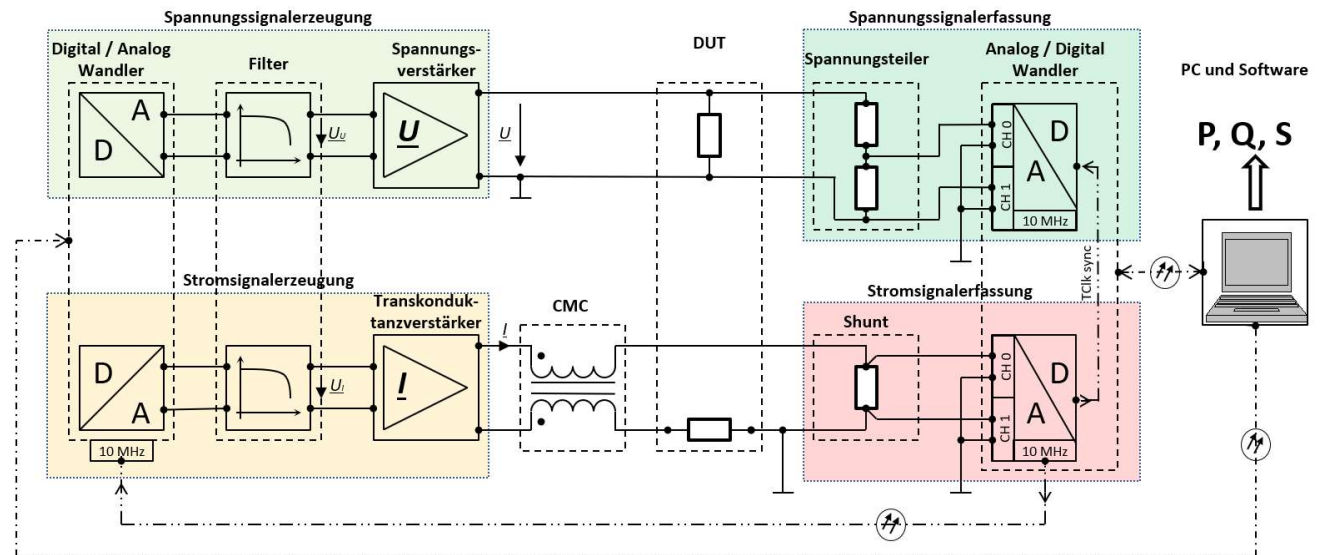 Spannungssignalerzeugung
Digital / Analog
Wandler
Filter
Spannungs-
verstärker
A
D
U_U
U
U
DUT
Spannungssignalerfassung
Spannungsteiler
Analog / Digital
Wandler
CH 0
CH 1
D
A
10 MHz
PC und Software
P, Q, S
TClk sync
Stromsignalerzeugung
Transkonduk-
tanzverstärker
D
A
10 MHz
U_I
I
I
CMC
Stromsignalerfassung
Shunt
CH 0
CH 1
D
A
10 MHz